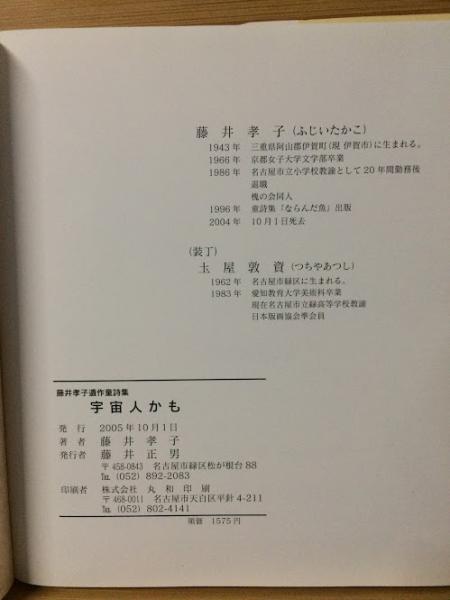 藤井孝子(ふじいたかこ)
1943年 三重県阿山郡伊賀町(現 伊賀市)に生まれる。
1966年 京都女子大学文学部卒業
1986年 名古屋市立小学校教諭として20年間勤務後
退職
槐の会同人
1996年 童詩集「ならんだ魚」出版
2004年 10月1日死去
(装丁)
土屋敦資(つちやあつし)
1962年 名古屋市緑区に生まれる。
1983年 愛知教育大学美術科卒業
現在名古屋市立緑高等学校教諭
日本版画協会準会員
藤井孝子遺作童詩集
宇宙人かも
発行 2005年10月1日
著者 藤井孝子
発行者 藤井正男
〒458-0843 名古屋市緑区松が根台88
Tel (052) 892-2083
印刷者 株式会社 丸和印刷
〒468-0011 名古屋市天白区平針4-211
Tel (052) 802-4141
頒価 1575円